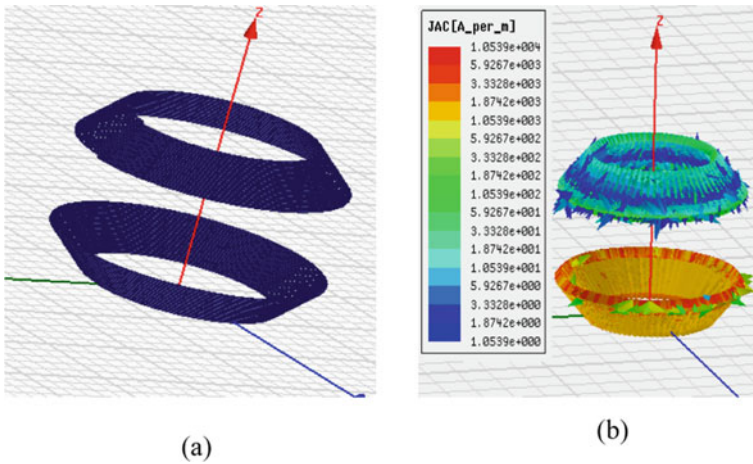 Z
Z
JAC[A_per_m]
1.0539e+004
5.9267e+003
3.3328e+003
1.8742e+003
1.0539e+003
5.9267e+002
3.3328e+002
1.8742e+002
1.0539e+002
5.9267e+001
3.3328e+001
1.8742e+001
1.0539e+001
5.9267e+000
3.3328e+000
1.8742e+000
1.0539e+000
(a)
(b)